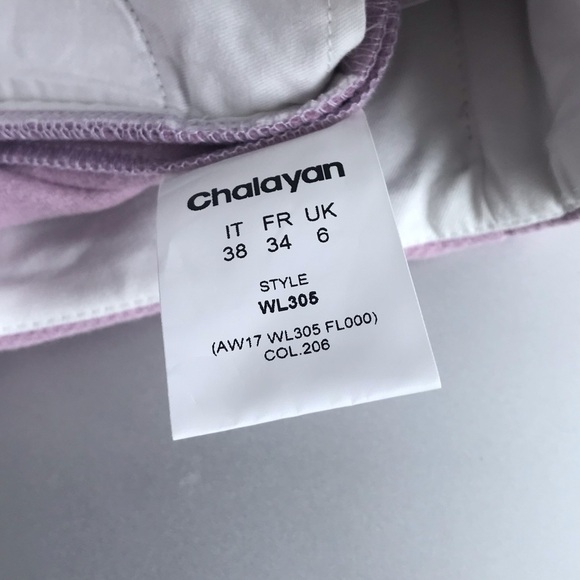 chalayan
IT FR UK
38 34 6
STYLE
WL305
(AW17 WL305 FL000)
COL.206